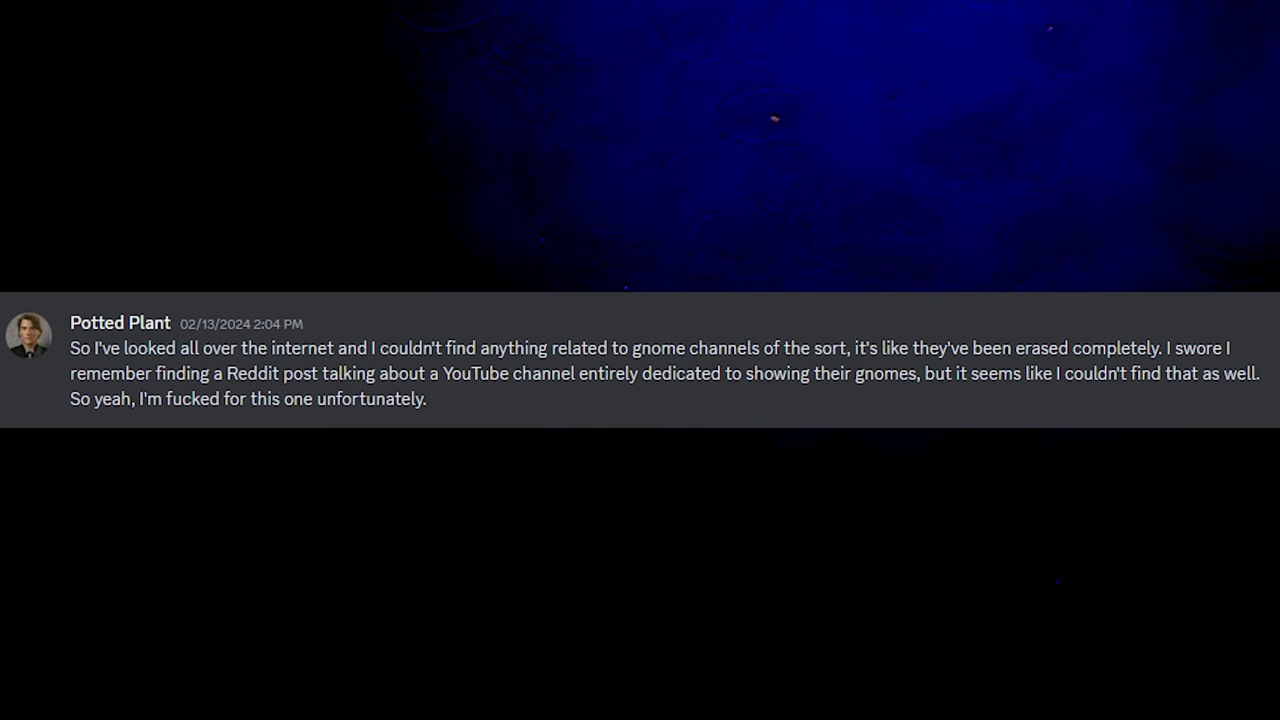 Potted Plant 02/13/2024 2:04 PM
So I've looked all over the internet and I couldn't find anything related to gnome channels of the sort, it's like they've been erased completely. I swore I
remember finding a Reddit post talking about a YouTube channel entirely dedicated to showing their gnomes, but it seems like I couldn't find that as well.
So yeah, I'm fucked for this one unfortunately.